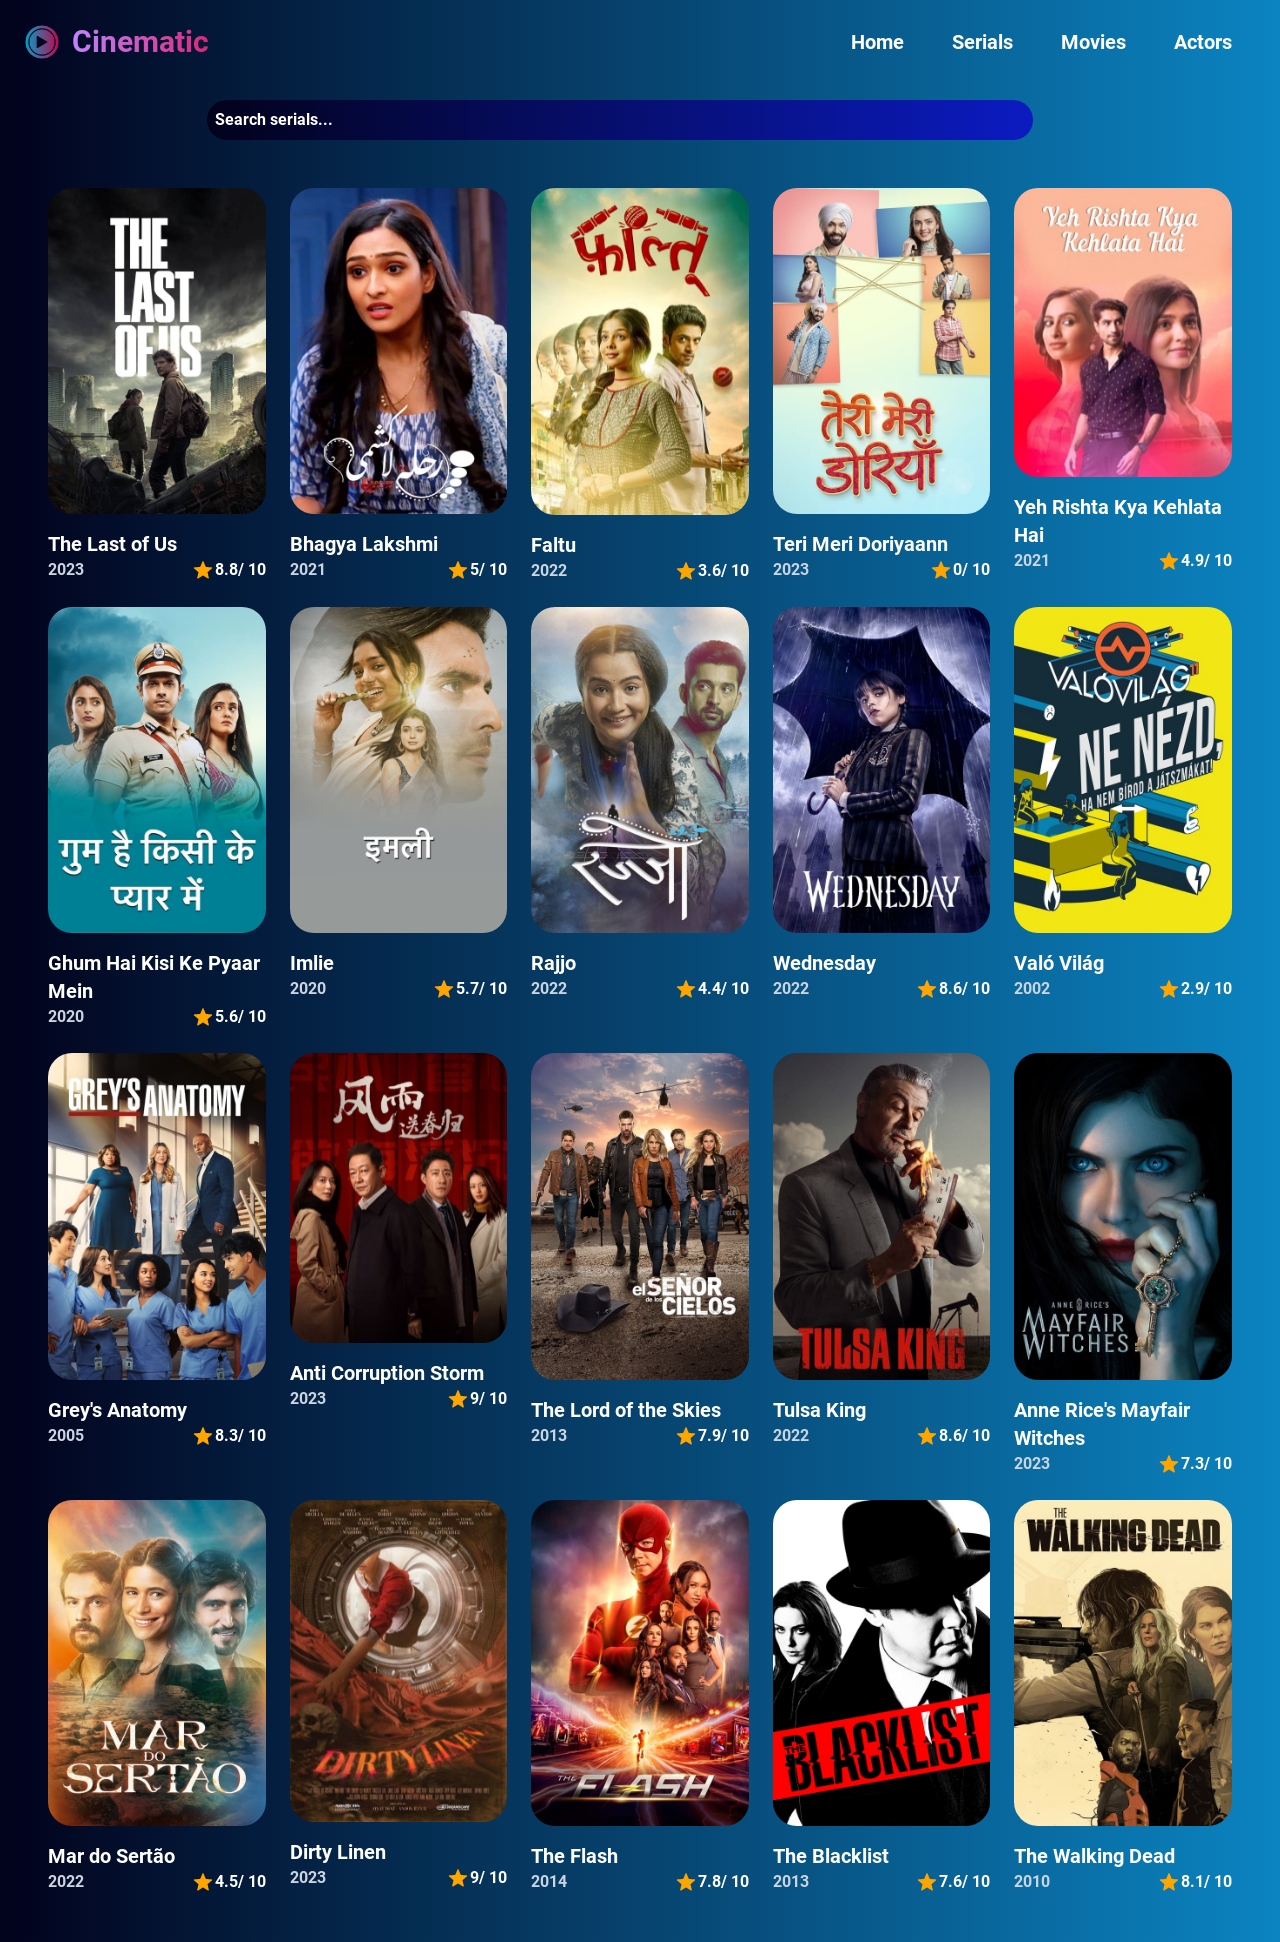 Cinematic
Home
Serials
Movies
Actors
Search serials...
THE
LAST
OF US
फ़ालतू
तेरी मेरी
डोरियाँ
Yeh Rishta Kya
Kehlata Hai
The Last of Us
2023
8.8/ 10
Bhagya Lakshmi
2021
5/ 10
Faltu
2022
3.6/ 10
Teri Meri Doriyaann
2023
0/ 10
Yeh Rishta Kya Kehlata
Hai
2021
4.9/ 10
गुम है किसी के
प्यार में
इमली
रज्जो
WEDNESDAY
VALÓVILÁG
NE NÉZD,
HA NEM BÍROD A JÁTSZMÁKAT!
Ghum Hai Kisi Ke Pyaar
Mein
2020
5.6/ 10
Imlie
2020
5.7/ 10
Rajjo
2022
4.4/ 10
Wednesday
2022
8.6/ 10
Való Világ
2002
2.9/ 10
GREY'S ANATOMY
风雨
送春归
el SEÑOR
de los CIELOS
TULSA KING
ANNE RICE'S
MAYFAIR
WITCHES
Grey's Anatomy
2005
8.3/ 10
Anti Corruption Storm
2023
9/ 10
The Lord of the Skies
2013
7.9/ 10
Tulsa King
2022
8.6/ 10
Anne Rice's Mayfair
Witches
2023
7.3/ 10
MAR
DO
SERTÃO
DIRTY LINEN
THE FLASH
THE
BLACKLIST
THE
WALKING DEAD
Mar do Sertão
2022
4.5/ 10
Dirty Linen
2023
9/ 10
The Flash
2014
7.8/ 10
The Blacklist
2013
7.6/ 10
The Walking Dead
2010
8.1/ 10